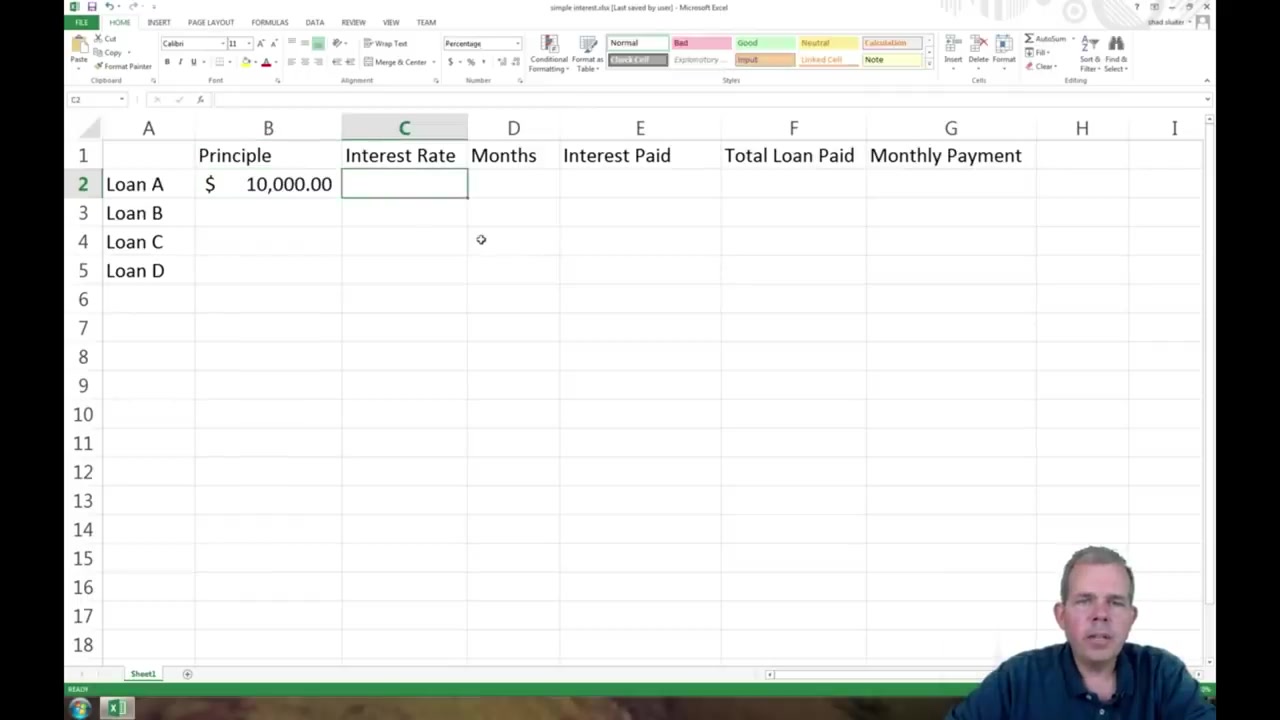 simple interest.xlsx [Last saved by user] - Microsoft Excel
shad sluiter
FILE HOME INSERT PAGE LAYOUT FORMULAS DATA REVIEW VIEW TEAM
Paste
Cut
Copy
Format Painter
Calibri 11
B I U
Wrap Text
Merge & Center
Percentage
$ %
Conditional Formatting
Format as Table
Normal Bad Good Neutral Calculation
Check Cell Explanatory ... Input Linked Cell Note
Insert Delete Format
AutoSum
Fill
Clear
Sort & Filter
Find & Select
Clipboard Font Alignment Number Styles Cells Editing
C2 fx
A B C D E F G H I
1 Principle Interest Rate Months Interest Paid Total Loan Paid Monthly Payment
2 Loan A $ 10,000.00
3 Loan B
4 Loan C
5 Loan D
6
7
8
9
10
11
12
13
14
15
16
17
18
Sheet1
READY